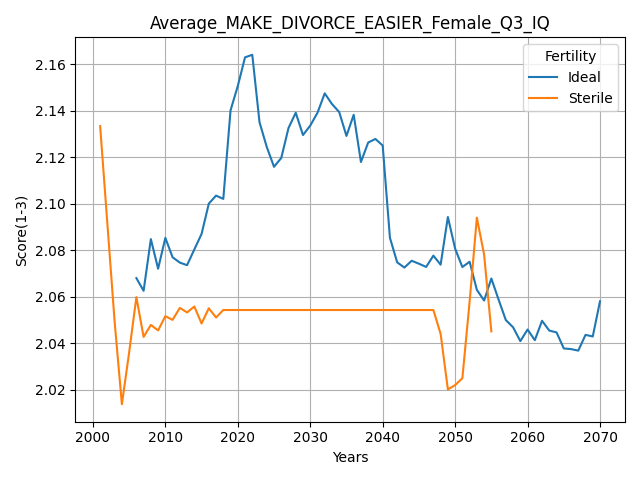 Average_MAKE_DIVORCE_EASIER_Female_Q3_IQ
Fertility
Ideal
Sterile
Score(1-3)
2.16
2.14
2.12
2.10
2.08
2.06
2.04
2.02
2000 2010 2020 2030 2040 2050 2060 2070
Years